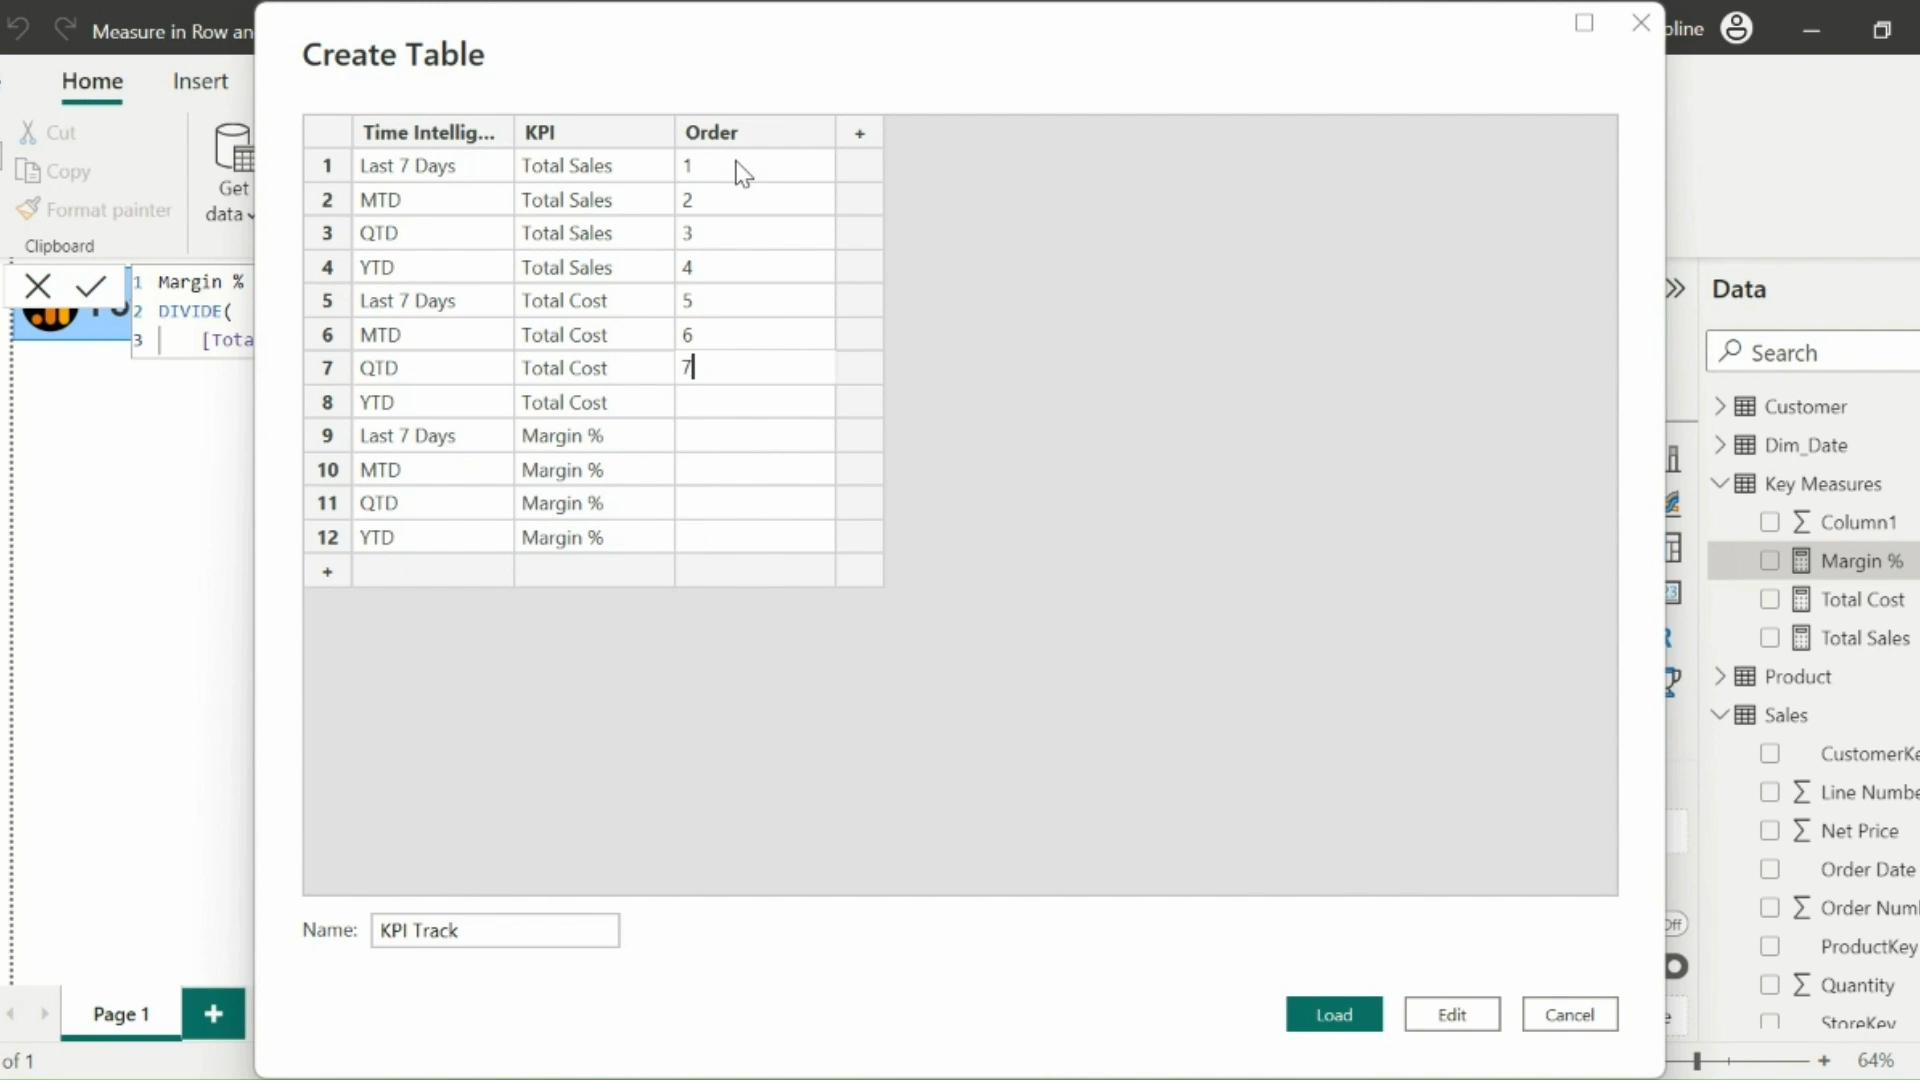 Measure in Row an
Create Table
Home
Insert
Cut
Copy
Format painter
Clipboard
Get
data
1 Margin %
2 DIVIDE(
3 [Tota
Time Intellig... KPI Order +
1 Last 7 Days Total Sales 1
2 MTD Total Sales 2
3 QTD Total Sales 3
4 YTD Total Sales 4
5 Last 7 Days Total Cost 5
6 MTD Total Cost 6
7 QTD Total Cost 7
8 YTD Total Cost
9 Last 7 Days Margin %
10 MTD Margin %
11 QTD Margin %
12 YTD Margin %
+
Name: KPI Track
Load
Edit
Cancel
Data
Search
Customer
Dim_Date
Key Measures
Column1
Margin %
Total Cost
Total Sales
Product
Sales
CustomerKe
Line Numbe
Net Price
Order Date
Order Num
ProductKey
Quantity
StoreKey
Page 1
+
of 1
+ 64%